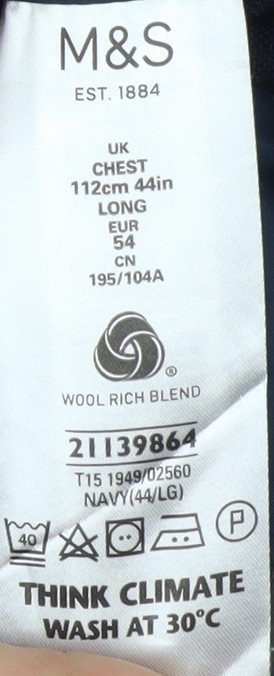 M&S
EST. 1884
UK
CHEST
112cm 44in
LONG
EUR
54
CN
195/104A
®
WOOL RICH BLEND
21139864
T15 1949/02560
NAVY(44/LG)
40 P
THINK CLIMATE
WASH AT 30°C